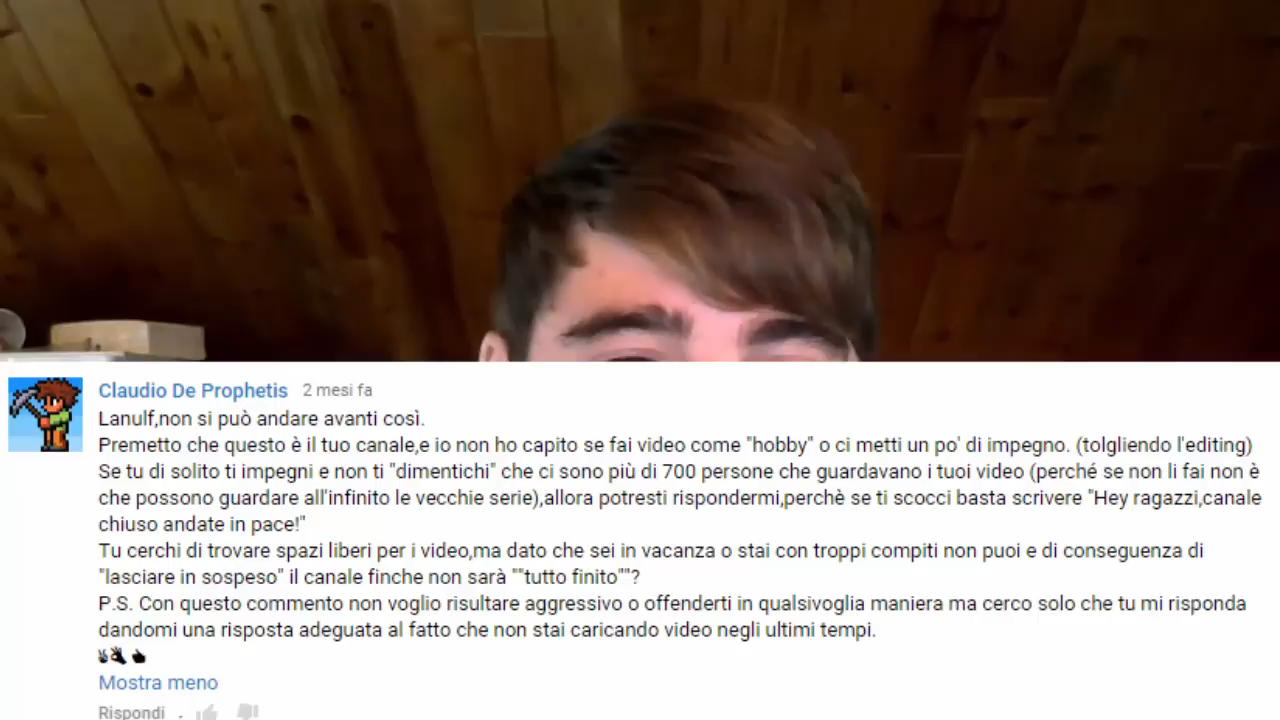 Claudio De Prophetis 2 mesi fa
Lanulf,non si può andare avanti così.
Premetto che questo è il tuo canale,e io non ho capito se fai video come "hobby" o ci metti un po' di impegno. (tolgliendo l'editing)
Se tu di solito ti impegni e non ti "dimentichi" che ci sono più di 700 persone che guardavano i tuoi video (perché se non li fai non è
che possono guardare all'infinito le vecchie serie),allora potresti rispondermi,perchè se ti scocci basta scrivere "Hey ragazzi,canale
chiuso andate in pace!"
Tu cerchi di trovare spazi liberi per i video,ma dato che sei in vacanza o stai con troppi compiti non puoi e di conseguenza di
"lasciare in sospeso" il canale finche non sarà ""tutto finito""?
P.S. Con questo commento non voglio risultare aggressivo o offenderti in qualsivoglia maniera ma cerco solo che tu mi risponda
dandomi una risposta adeguata al fatto che non stai caricando video negli ultimi tempi.
Mostra meno
Rispondi